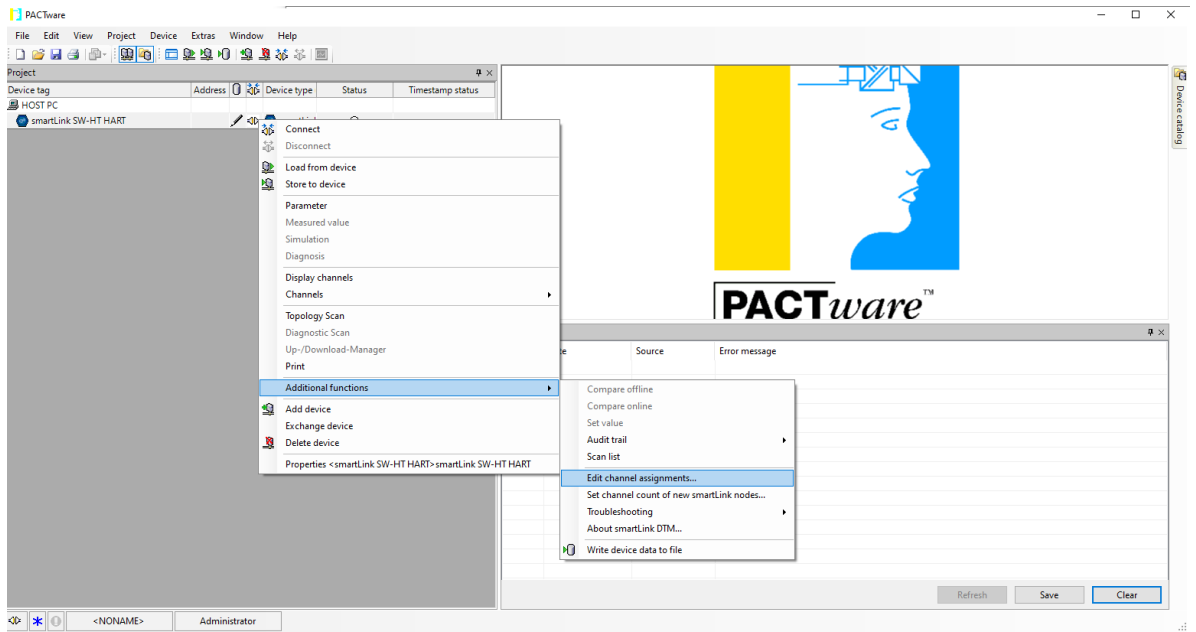 PACTware
File Edit View Project Device Extras Window Help
Project
Device tag Address Device type Status Timestamp status
HOST PC
smartLink SW-HT HART
Connect
Disconnect
Load from device
Store to device
Parameter
Measured value
Simulation
Diagnosis
Display channels
Channels
Topology Scan
Diagnostic Scan
Up-/Download-Manager
Print
Additional functions
Add device
Exchange device
Delete device
Properties <smartLink SW-HT HART>smartLink SW-HT HART
Compare offline
Compare online
Set value
Audit trail
Scan list
Edit channel assignments...
Set channel count of new smartLink nodes...
Troubleshooting
About smartLink DTM...
Write device data to file
PACTware™
Source Error message
Refresh Save Clear
Device catalog
<NONAME> Administrator